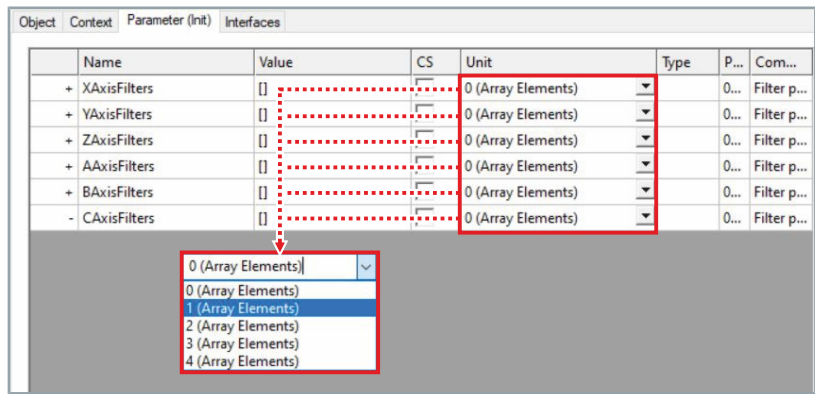 Object Context Parameter (Init) Interfaces
Name Value CS Unit Type P... Com...
+ XAxisFilters [] 0 (Array Elements) 0... Filter p...
+ YAxisFilters [] 0 (Array Elements) 0... Filter p...
+ ZAxisFilters [] 0 (Array Elements) 0... Filter p...
+ AAxisFilters [] 0 (Array Elements) 0... Filter p...
+ BAxisFilters [] 0 (Array Elements) 0... Filter p...
- CAxisFilters [] 0 (Array Elements) 0... Filter p...
0 (Array Elements)
0 (Array Elements)
1 (Array Elements)
2 (Array Elements)
3 (Array Elements)
4 (Array Elements)